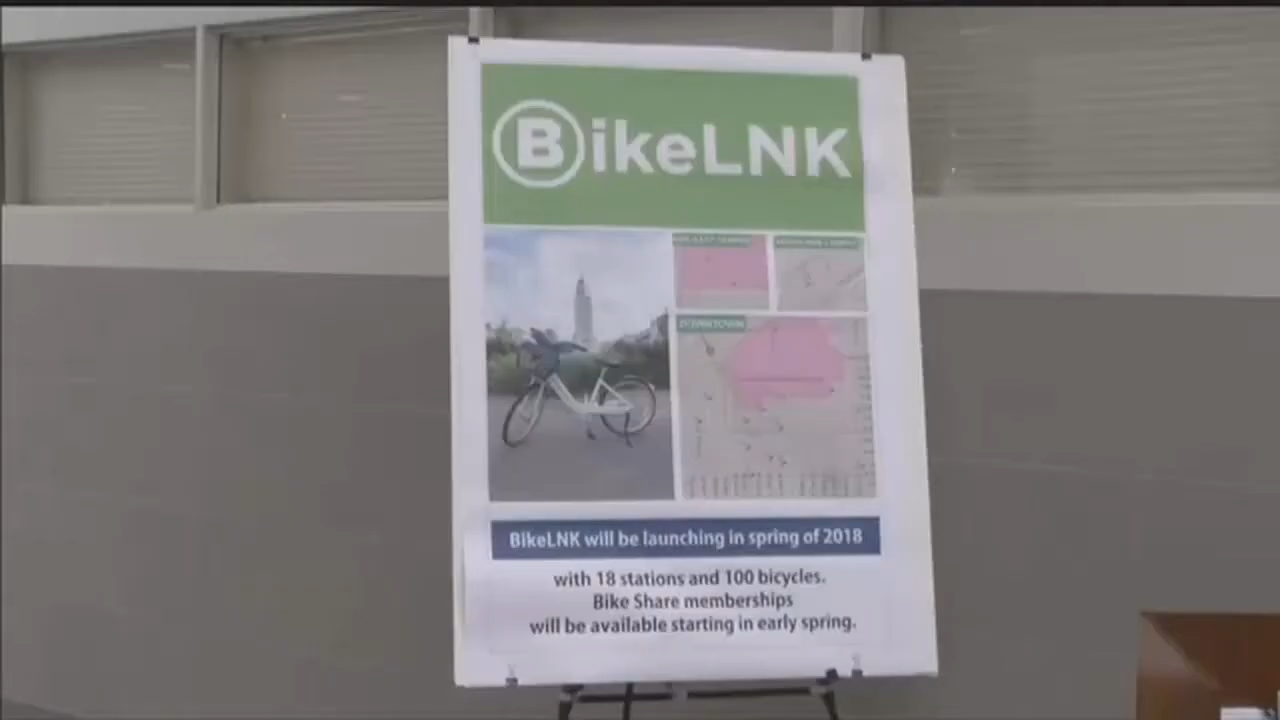 BikeLNK
DOWNTOWN
BikeLNK will be launching in spring of 2018
with 18 stations and 100 bicycles.
Bike Share memberships
will be available starting in early spring.